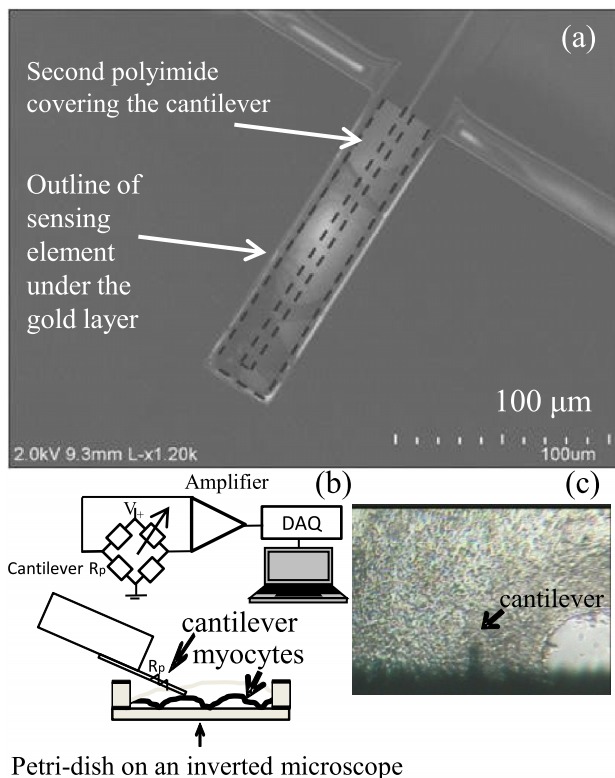 (a)
Second polyimide
covering the cantilever
Outline of
sensing
element
under the
gold layer
100 μm
2.0kV 9.3mm L-x1.20k
100um
(b)
Amplifier
V+
DAQ
Cantilever Rp
cantilever
myocytes
Rp
Petri-dish on an inverted microscope
(c)
cantilever